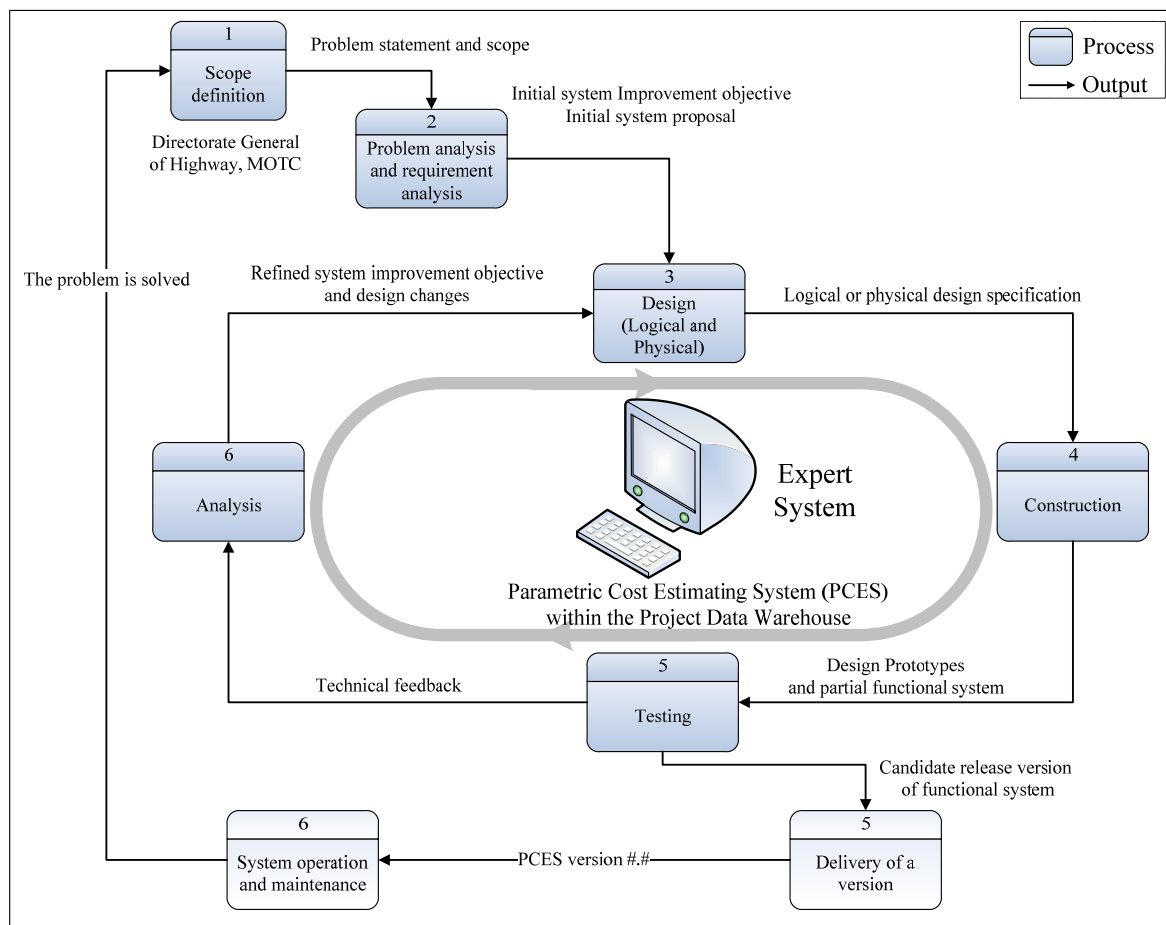 1
Scope
definition
Directorate General
of Highway, MOTC
Problem statement and scope
2
Problem analysis
and requirement
analysis
Initial system Improvement objective
Initial system proposal
Process
Output
The problem is solved
Refined system improvement objective
and design changes
3
Design
(Logical and
Physical)
Logical or physical design specification
6
Analysis
Expert
System
Parametric Cost Estimating System (PCES)
within the Project Data Warehouse
4
Construction
Technical feedback
5
Testing
Design Prototypes
and partial functional system
Candidate release version
of functional system
6
System operation
and maintenance
PCES version #.#
5
Delivery of a
version